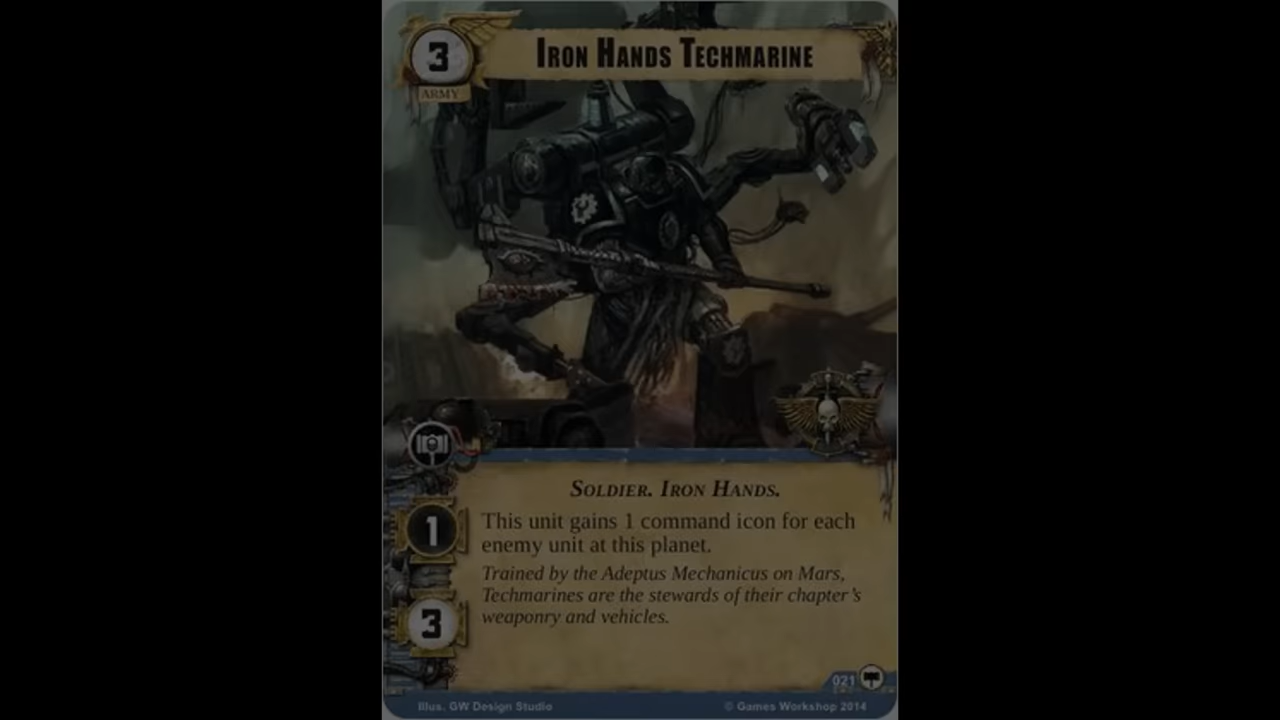 3
IRON HANDS TECHMARINE
ARMY
SOLDIER. IRON HANDS.
1
This unit gains 1 command icon for each
enemy unit at this planet.
Trained by the Adeptus Mechanicus on Mars,
Techmarines are the stewards of their chapter's
3
weaponry and vehicles.
021
Illus. GW Design Studio
© Games Workshop 2014